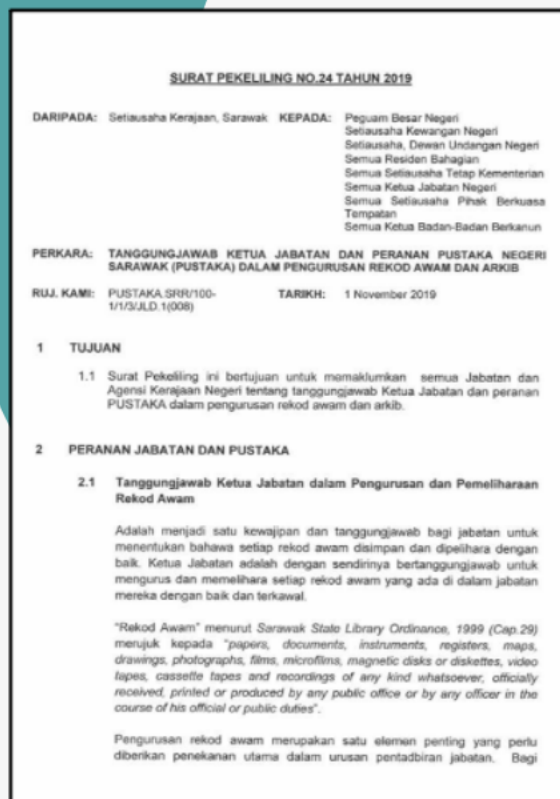 SURAT PEKELILING NO.24 TAHUN 2019
DARIPADA: Setiausaha Kerajaan, Sarawak KEPADA: Peguam Besar Negeri
Setiausaha Kewangan Negeri
Setiausaha, Dewan Undangan Negeri
Semua Residen Bahagian
Semua Setiausaha Tetap Kementerian
Semua Ketua Jabatan Negeri
Semua Setiausaha Pihak Berkuasa
Tempatan
Semua Ketua Badan-Badan Berkanun
PERKARA: TANGGUNGJAWAB KETUA JABATAN DAN PERANAN PUSTAKA NEGERI
SARAWAK (PUSTAKA) DALAM PENGURUSAN REKOD AWAM DAN ARKIB
RUJ. KAMI: PUSTAKA.SRR/100- TARIKH: 1 November 2019
1/1/3/JLD.1(008)
1 TUJUAN
1.1 Surat Pekeliling ini bertujuan untuk memaklumkan semua Jabatan dan
Agensi Kerajaan Negeri tentang tanggungjawab Ketua Jabatan dan peranan
PUSTAKA dalam pengurusan rekod awam dan arkib.
2 PERANAN JABATAN DAN PUSTAKA
2.1 Tanggungjawab Ketua Jabatan dalam Pengurusan dan Pemeliharaan
Rekod Awam
Adalah menjadi satu kewajipan dan tanggungjawab bagi jabatan untuk
menentukan bahawa setiap rekod awam disimpan dan dipelihara dengan
baik. Ketua Jabatan adalah dengan sendirinya bertanggungjawab untuk
mengurus dan memelihara setiap rekod awam yang ada di dalam jabatan
mereka dengan baik dan terkawal.
"Rekod Awam" menurut Sarawak State Library Ordinance, 1999 (Cap.29)
merujuk kepada "papers, documents, instruments, registers, maps,
drawings, photographs, films, microfilms, magnetic disks or diskettes, video
tapes, cassette tapes and recordings of any kind whatsoever, officially
received, printed or produced by any public office or by any officer in the
course of his official or public duties".
Pengurusan rekod awam merupakan satu elemen penting yang perlu
diberikan penekanan utama dalam urusan pentadbiran jabatan. Bagi